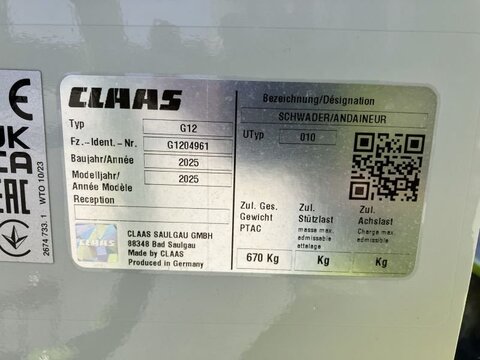 CLAAS
Typ G12
Fz.-Ident.-Nr. G1204961
Baujahr/Année 2025
Modelljahr/
Année Modèle 2025
Reception
CLAAS
CLAAS SAULGAU GMBH
88348 Bad Saulgau
Made by CLAAS
Produced in Germany
Bezeichnung/Désignation
SCHWADER/ANDAINEUR
UTyp 010
Zul. Ges.
Gewicht
PTAC
670 Kg
Zul.
Stützlast
massa max.
admissible
attelage
Kg
Zul.
Achslast
Charge max.
admissible
Kg
CE
UK
CA
EAC
2674 733.1 WTO 10/23